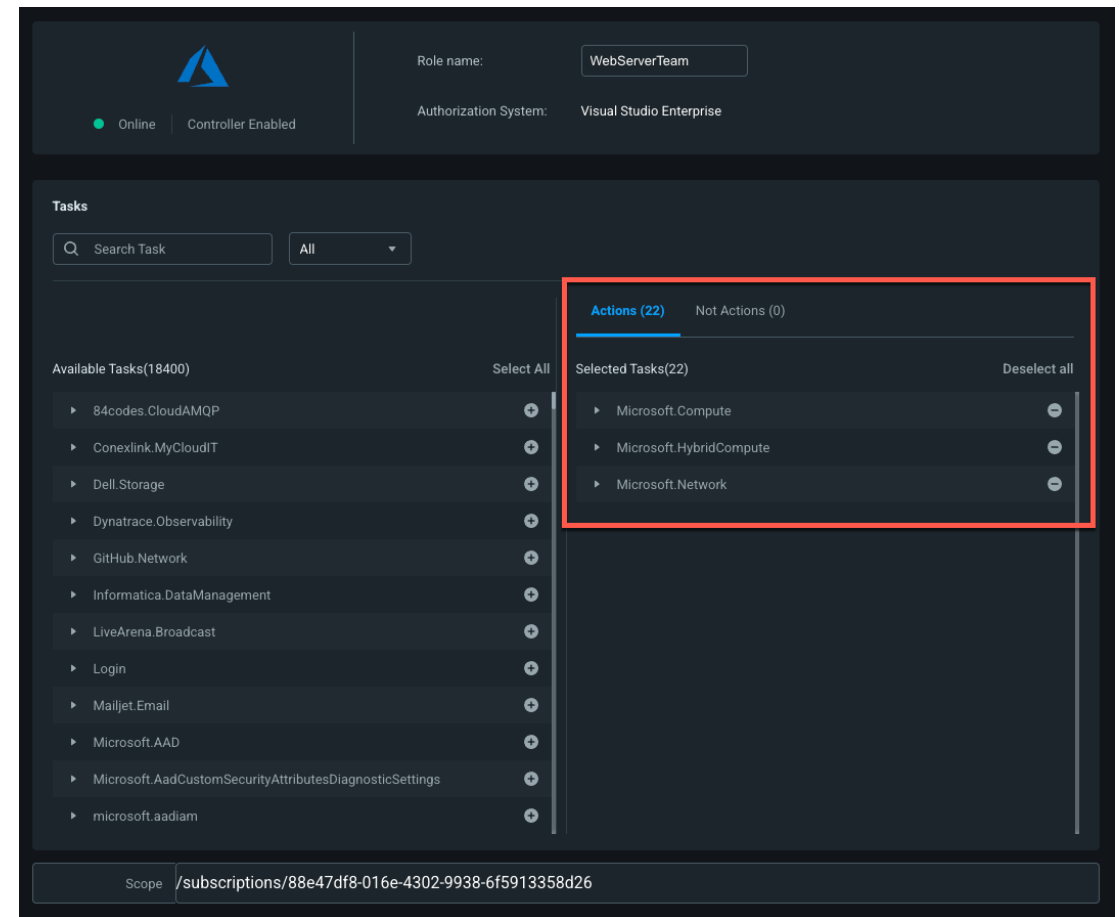 Role name: WebServerTeam
Authorization System: Visual Studio Enterprise
Online Controller Enabled
Tasks
Search Task All
Actions (22) Not Actions (0)
Available Tasks(18400) Select All
Selected Tasks(22) Deselect all
84codes.CloudAMQP
Conexlink.MyCloudIT
Dell.Storage
Dynatrace.Observability
GitHub.Network
Informatica.DataManagement
LiveArena.Broadcast
Login
Mailjet.Email
Microsoft.AAD
Microsoft.AadCustomSecurityAttributesDiagnosticSettings
microsoft.aadiam
Microsoft.Compute
Microsoft.HybridCompute
Microsoft.Network
Scope /subscriptions/88e47df8-016e-4302-9938-6f5913358d26